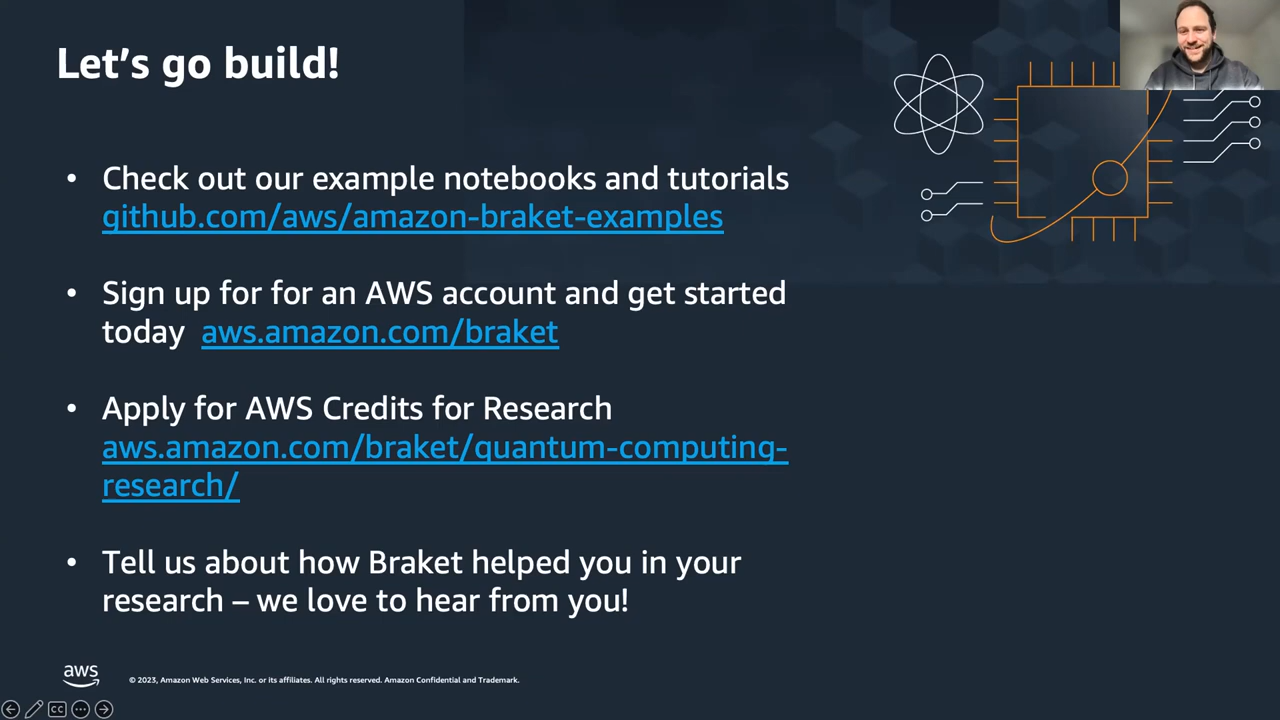 Let's go build!
• Check out our example notebooks and tutorials
github.com/aws/amazon-braket-examples
• Sign up for for an AWS account and get started
today aws.amazon.com/braket
• Apply for AWS Credits for Research
aws.amazon.com/braket/quantum-computing-
research/
• Tell us about how Braket helped you in your
research – we love to hear from you!
aws
© 2023, Amazon Web Services, Inc. or its affiliates. All rights reserved. Amazon Confidential and Trademark.
CC